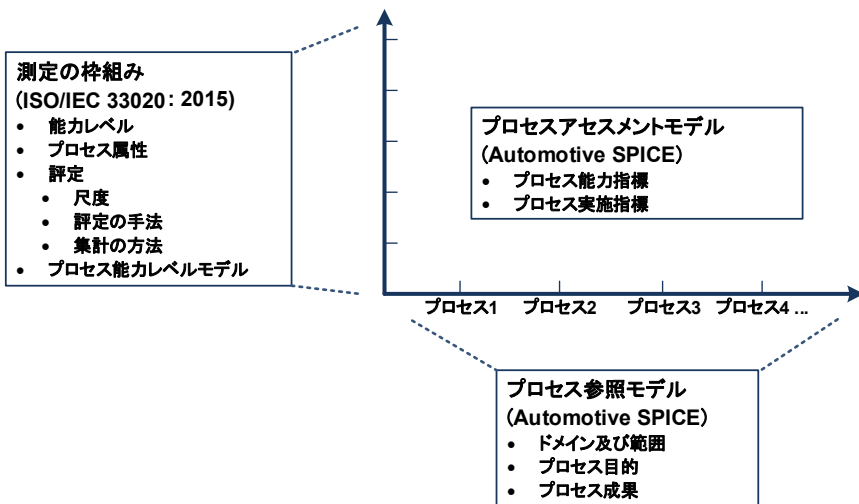 測定の枠組み
(ISO/IEC 33020: 2015)
• 能力レベル
• プロセス属性
• 評定
• 尺度
• 評定の手法
• 集計の方法
• プロセス能力レベルモデル
プロセスアセスメントモデル
(Automotive SPICE)
• プロセス能力指標
• プロセス実施指標
プロセス1 プロセス2 プロセス3 プロセス4 ...
プロセス参照モデル
(Automotive SPICE)
• ドメイン及び範囲
• プロセス目的
• プロセス成果